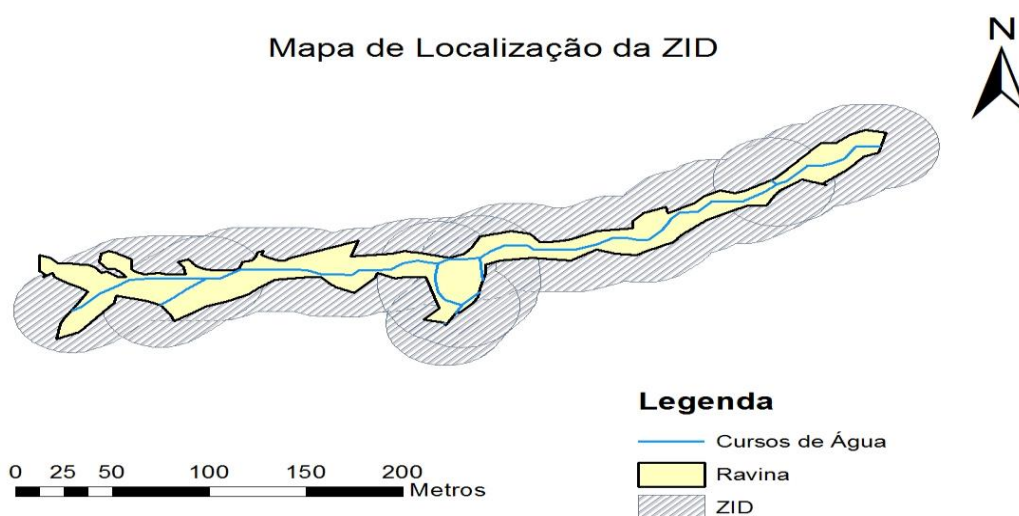 Mapa de Localização da ZID
N
Legenda
Cursos de Água
Ravina
ZID
0 25 50 100 150 200
Metros